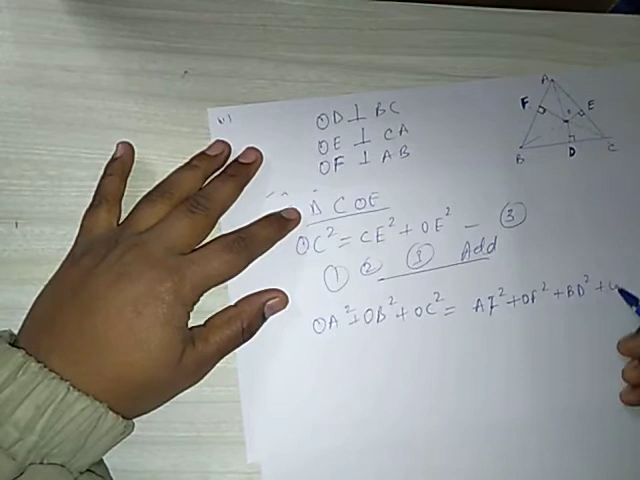 OD ⊥ BC
OE ⊥ CA
OF ⊥ AB
Δ COE
OC² = CE² + OE² — ③
① ② ③ Add
OA² + OB² + OC² = AF² + OF² + BD² +
A
F
E
B
D
C